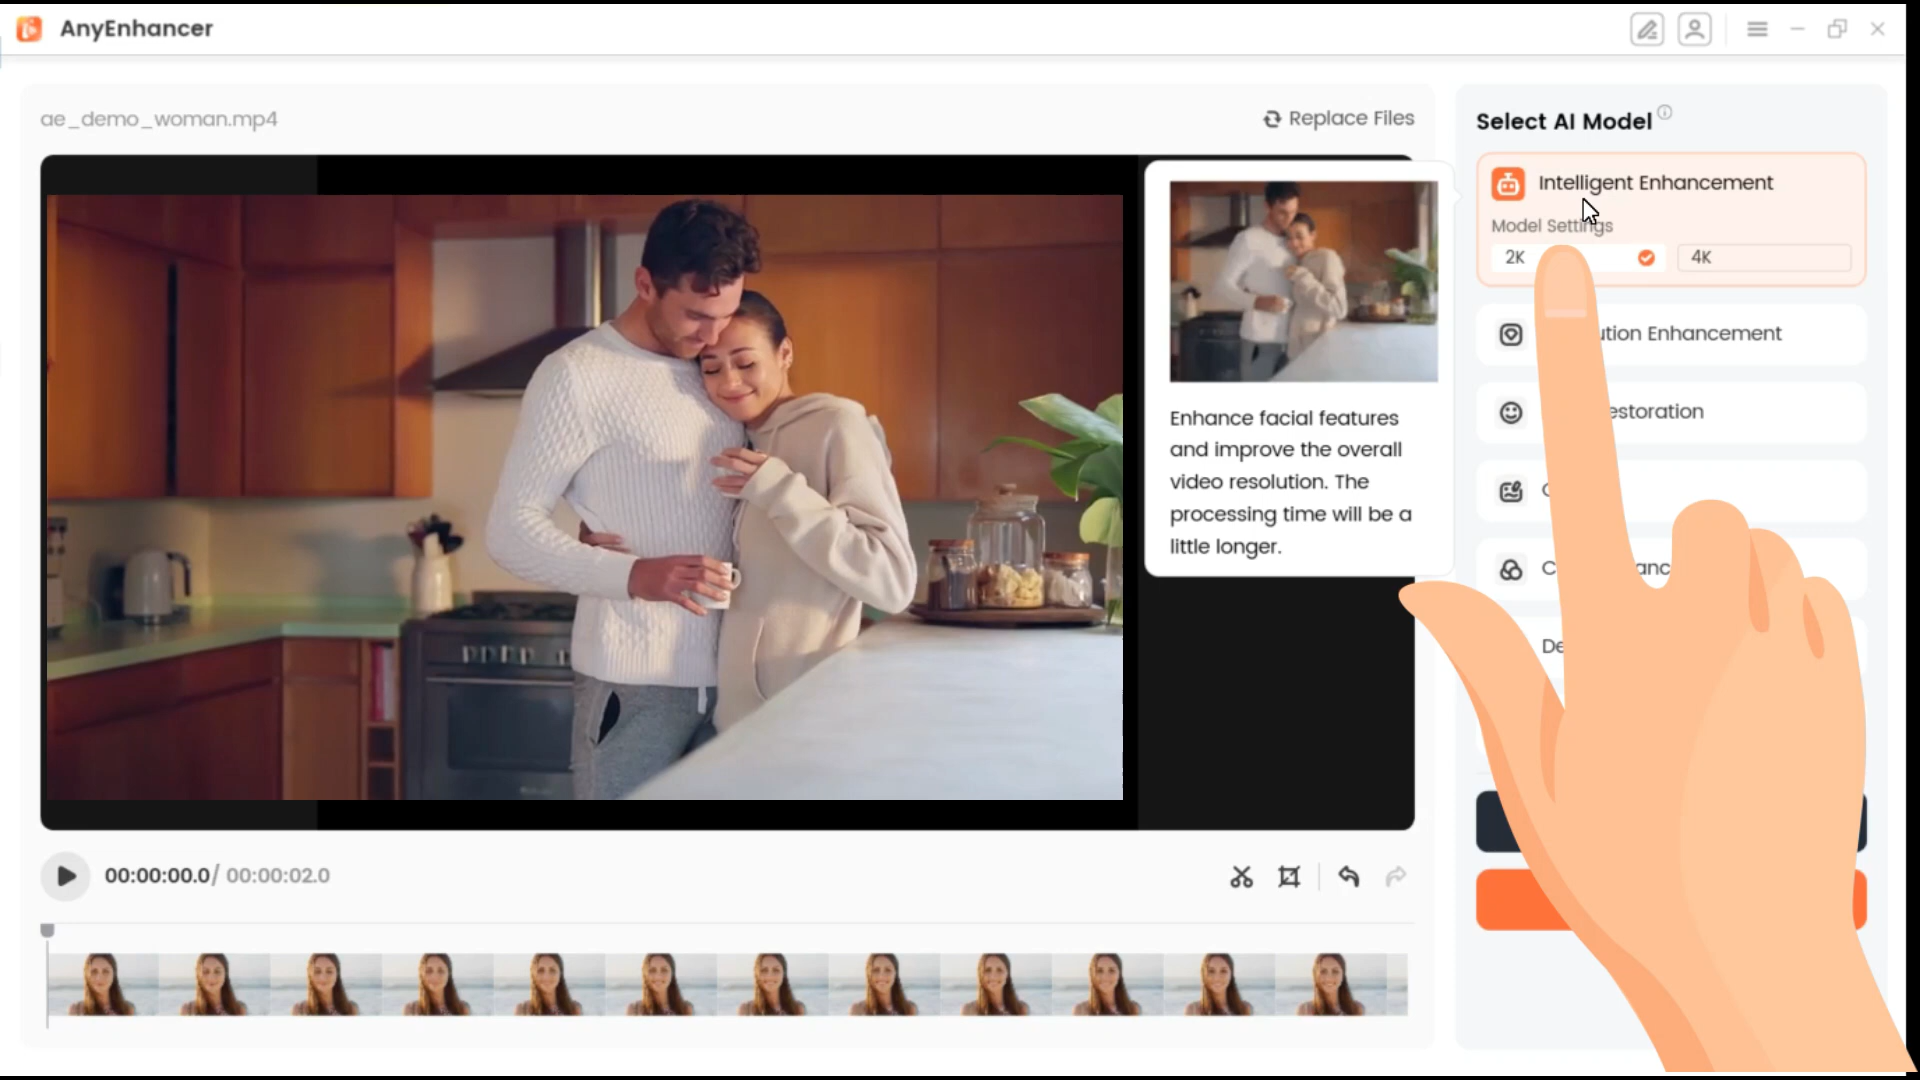 AnyEnhancer
ae_demo_woman.mp4
Replace Files
Enhance facial features
and improve the overall
video resolution. The
processing time will be a
little longer.
00:00:00.0/ 00:00:02.0
Select AI Model
Intelligent Enhancement
Model Settings
2K
4K
Enhancement